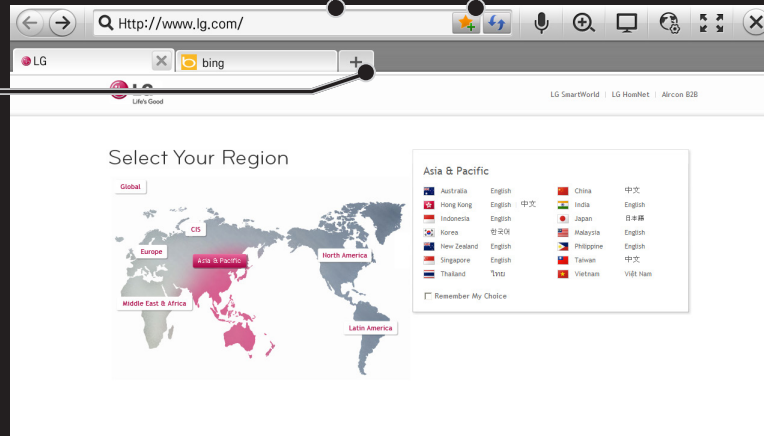 Http://www.lg.com/
LG
bing
LG
Life's Good
LG SmartWorld | LG HomNet | Aircon B2B
Select Your Region
Global
CIS
Europe
Asia & Pacific
North America
Middle East & Africa
Latin America
Asia & Pacific
Australia English China 中文
Hong Kong English | 中文 India English
Indonesia English Japan 日本語
Korea 한국어 Malaysia English
New Zealand English Philippine English
Singapore English Taiwan 中文
Thailand ไทย Vietnam Việt Nam
Remember My Choice